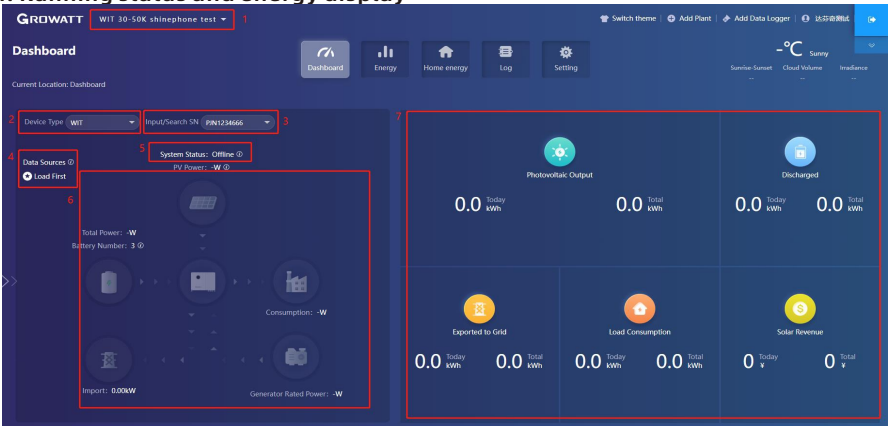 Running status and energy display
GROWATT WIT 30-50K shinephone test 1 Switch theme Add Plant Add Data Logger
Dashboard
Dashboard Energy Home energy Log Setting
-°C Sunny
Sunrise-Sunset Cloud Volume Irradiance
-- -- --
Current Location: Dashboard
2 Device Type WIT Input/Search SN PJN1234666 3 7
4 Data Sources 5 System Status: Offline
Load First PV Power: -W
6
Photovoltaic Output Discharged
0.0 Today kWh 0.0 Total kWh 0.0 Today kWh 0.0 Total kWh
Total Power: -W
Battery Number: 3
Consumption: -W
Exported to Grid Load Consumption Solar Revenue
0.0 Today kWh 0.0 Total kWh 0.0 Today kWh 0.0 Total kWh 0 Today ¥ 0 Total ¥
Import: 0.00kW Generator Rated Power: -W